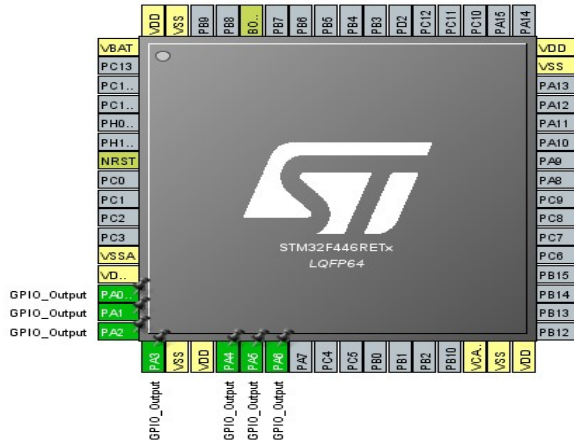 VDD VSS PB9 PB8 BO.. PB7 PB6 PB5 PB4 PB3 PD2 PC12 PC11 PC10 PA15 PA14
VBAT
PC13
PC1..
PC1..
PH0..
PH1..
NRST
PC0
PC1
PC2
PC3
VSSA
VD..
GPIO_Output PA0..
GPIO_Output PA1
GPIO_Output PA2
ST
STM32F446RETx
LQFP64
VDD
VSS
PA13
PA12
PA11
PA10
PA9
PA8
PC9
PC8
PC7
PC6
PB15
PB14
PB13
PB12
PA3 VSS VDD PA4 PA5 PA6 PA7 PC4 PC5 PB0 PB1 PB2 PB10 VCA.. VSS VDD
GPIO_Output
GPIO_Output
GPIO_Output
GPIO_Output